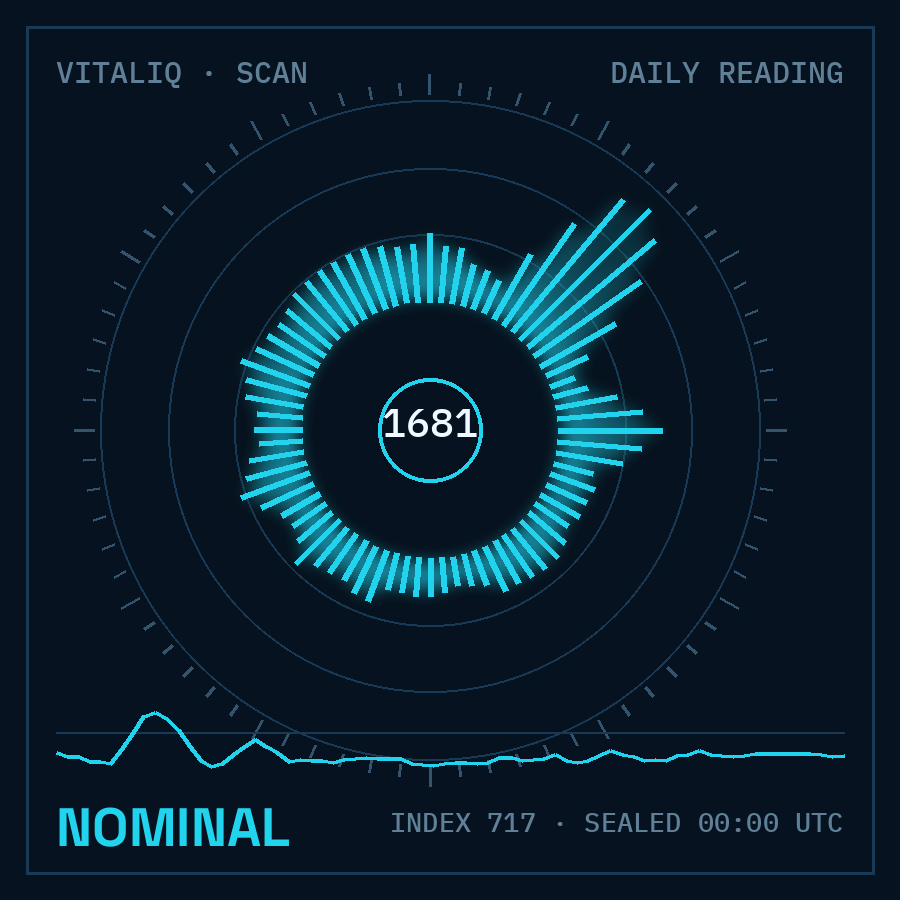 VITALIQ · SCAN
DAILY READING
1681
NOMINAL
INDEX 717 · SEALED 00:00 UTC